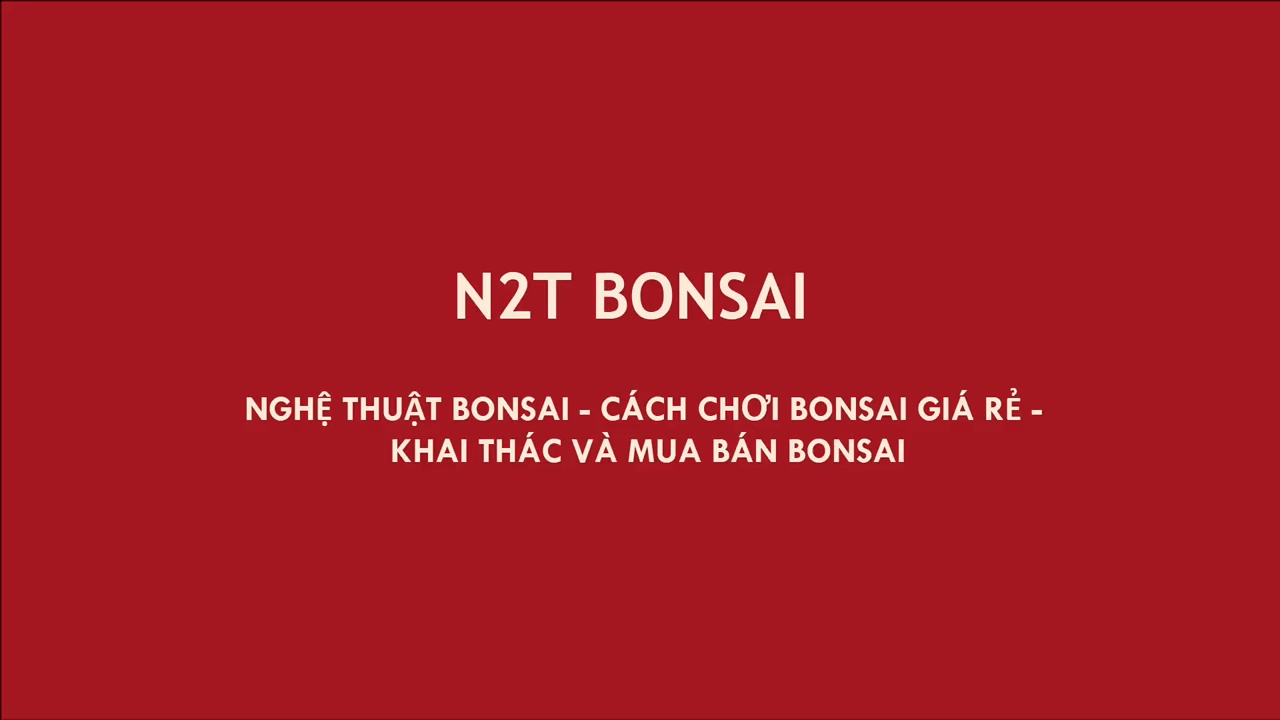 N2T BONSAI
NGHỆ THUẬT BONSAI - CÁCH CHƠI BONSAI GIÁ RẺ -
KHAI THÁC VÀ MUA BÁN BONSAI